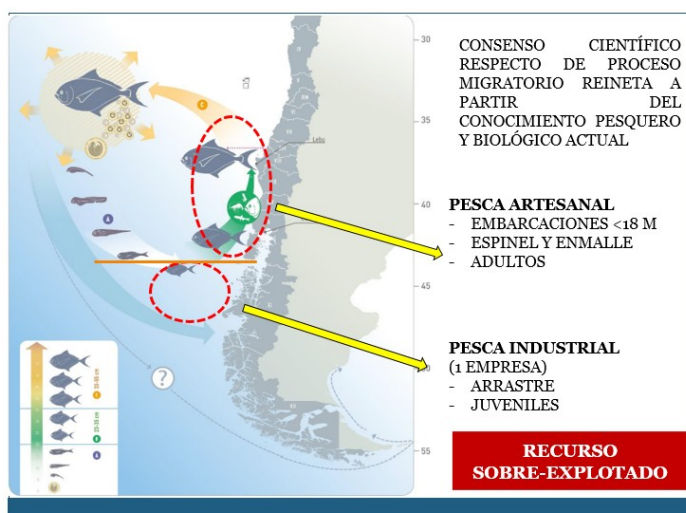 CONSENSO CIENTÍFICO
RESPECTO DE PROCESO
MIGRATORIO REINETA A
PARTIR DEL
CONOCIMIENTO PESQUERO
Y BIOLÓGICO ACTUAL
PESCA ARTESANAL
- EMBARCACIONES <18 M
- ESPINEL Y ENMALLE
- ADULTOS
PESCA INDUSTRIAL
(1 EMPRESA)
- ARRASTRE
- JUVENILES
RECURSO
SOBRE-EXPLOTADO
30
35
40
45
55
Lebu
C
A
?
C
B
A